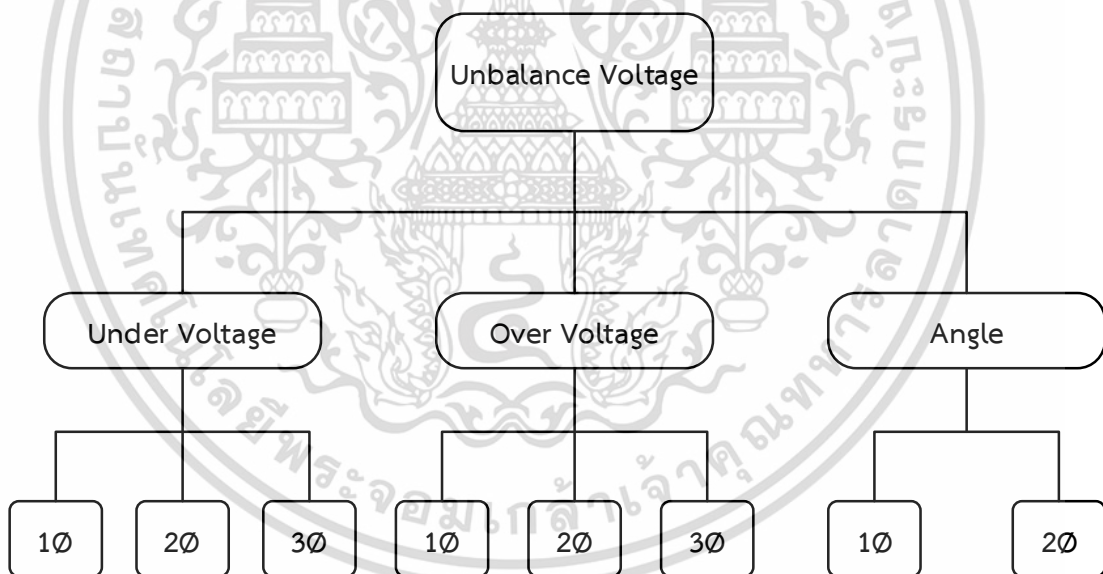 Unbalance Voltage
Under Voltage
Over Voltage
Angle
1Ø
2Ø
3Ø
1Ø
2Ø
3Ø
1Ø
2Ø